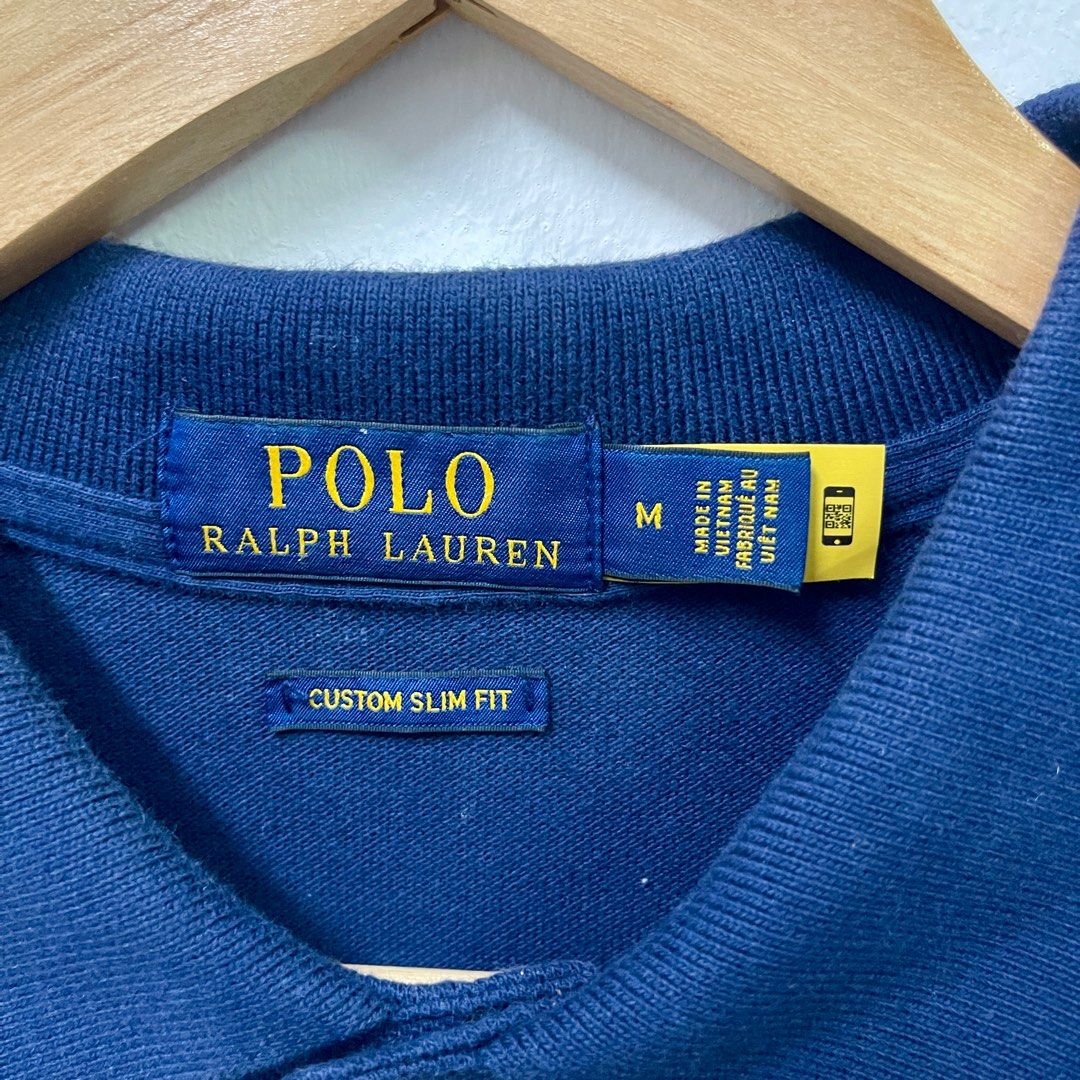 POLO
RALPH LAUREN
M
MADE IN
VIETNAM
FABRIQUÉ AU
VIÊT NAM
CUSTOM SLIM FIT